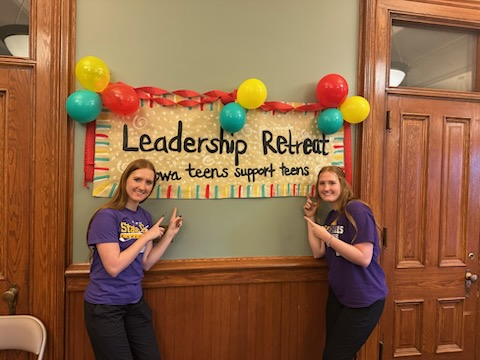 Leadership Retreat
Iowa teens support teens